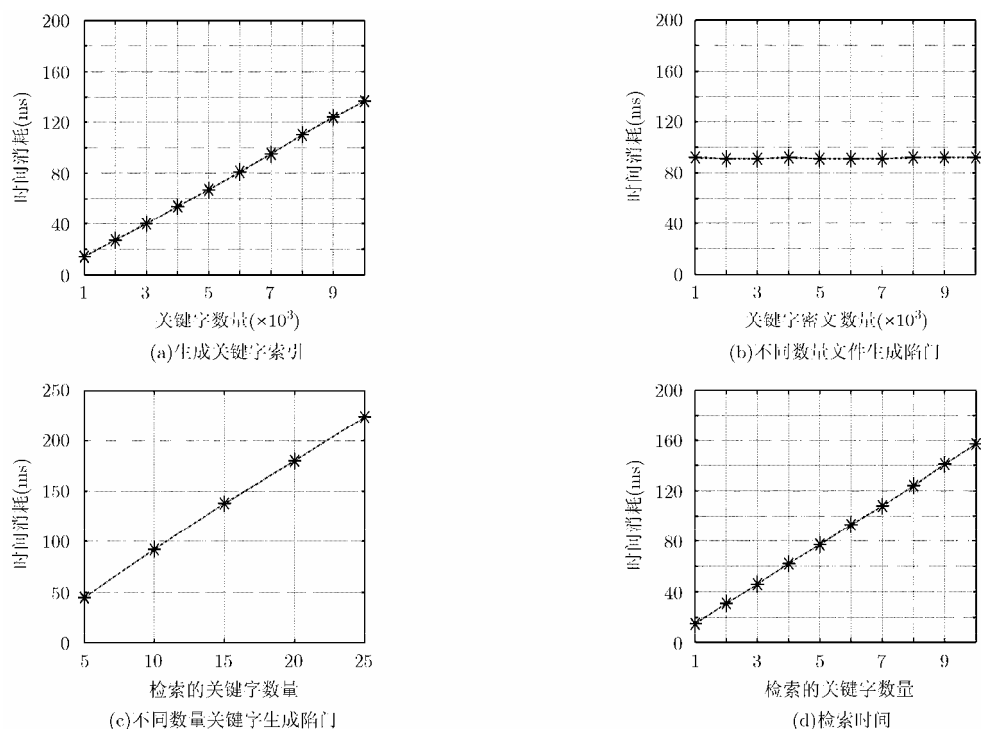 200
160
120
80
40
0
时间消耗(ms)
1 3 5 7 9
关键字数量(×10³)
(a)生成关键字索引
200
160
120
80
40
0
时间消耗(ms)
1 3 5 7 9
关键字密文数量(×10³)
(b)不同数量文件生成陷门
250
200
150
100
50
0
时间消耗(ms)
5 10 15 20 25
检索的关键字数量
(c)不同数量关键字生成陷门
200
160
120
80
40
0
时间消耗(ms)
1 3 5 7 9
检索的关键字数量
(d)检索时间